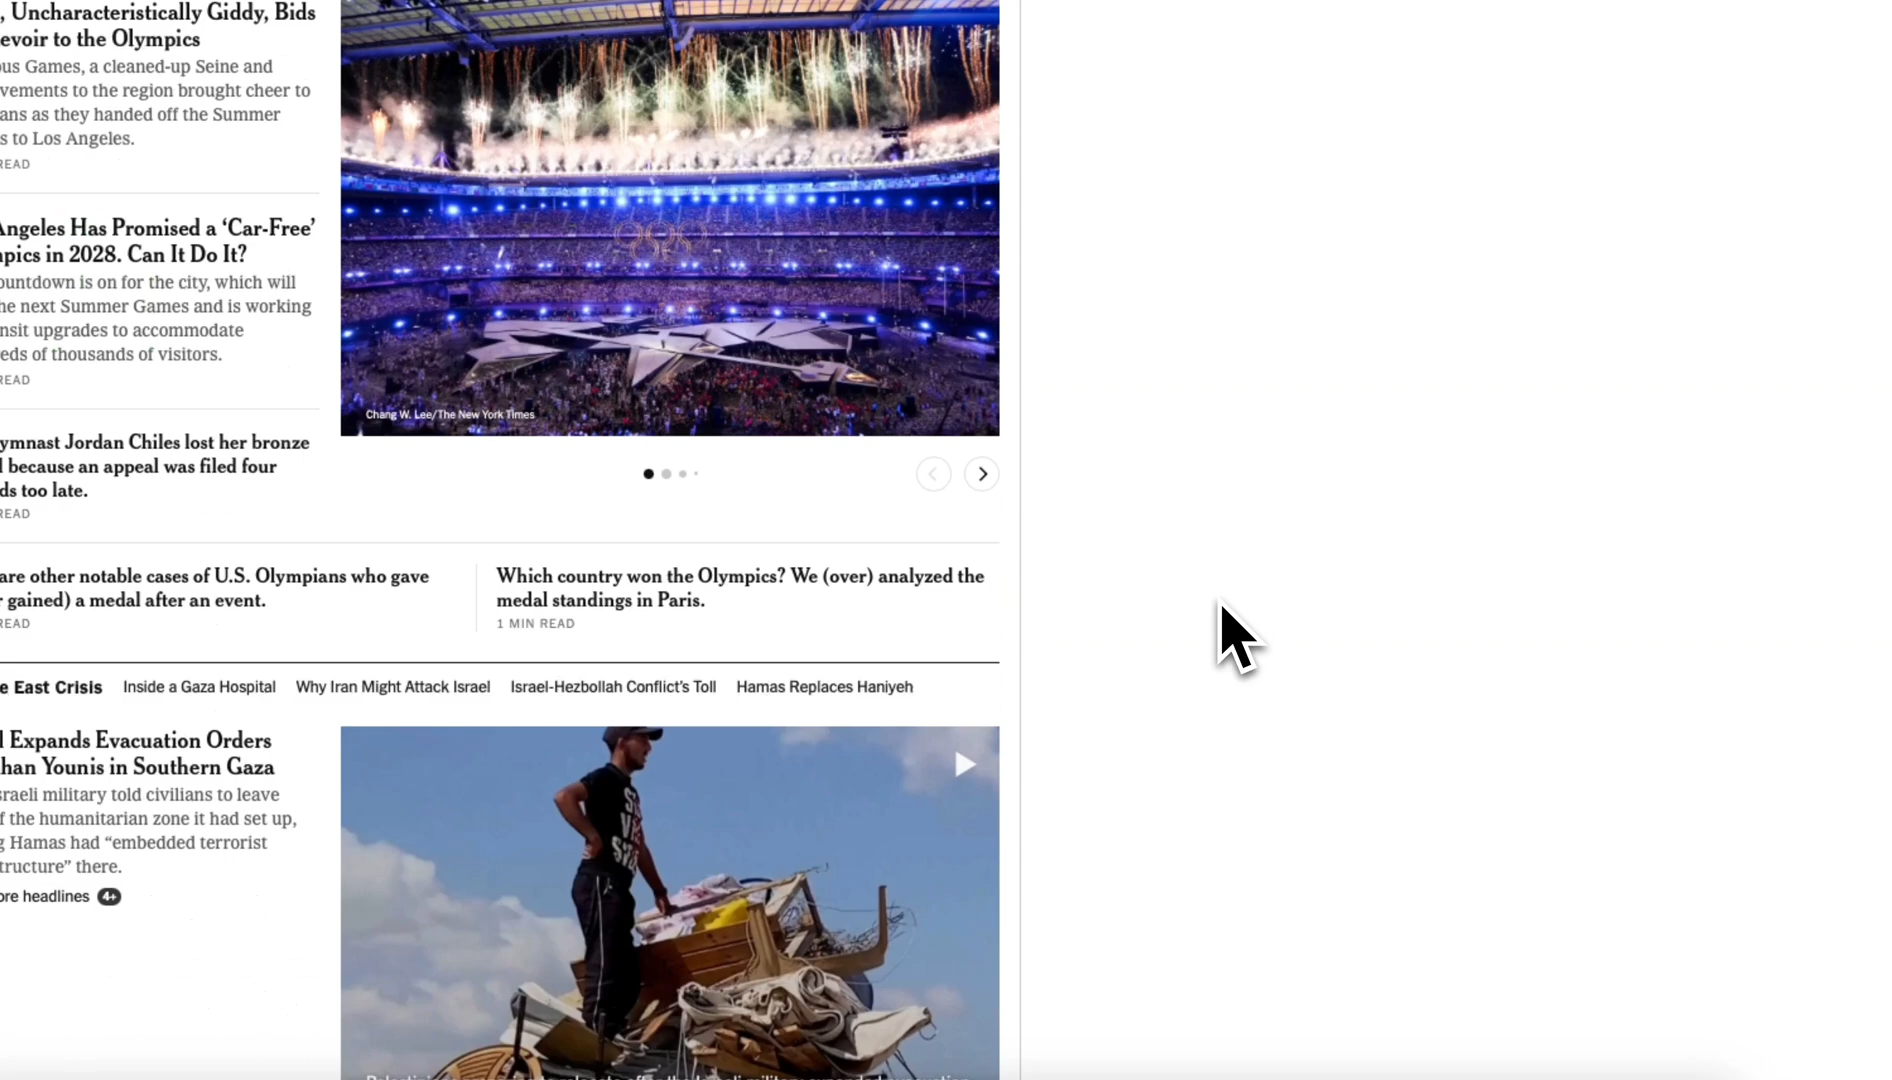 , Uncharacteristically Giddy, Bids
evoir to the Olympics
ous Games, a cleaned-up Seine and
vements to the region brought cheer to
ans as they handed off the Summer
s to Los Angeles.
READ
Angeles Has Promised a ‘Car-Free’
mpics in 2028. Can It Do It?
ountdown is on for the city, which will
he next Summer Games and is working
nsit upgrades to accommodate
eds of thousands of visitors.
READ
ymnast Jordan Chiles lost her bronze
l because an appeal was filed four
ds too late.
READ
Chang W. Lee/The New York Times
are other notable cases of U.S. Olympians who gave
r gained) a medal after an event.
READ
Which country won the Olympics? We (over) analyzed the
medal standings in Paris.
1 MIN READ
e East Crisis Inside a Gaza Hospital Why Iran Might Attack Israel Israel-Hezbollah Conflict’s Toll Hamas Replaces Haniyeh
l Expands Evacuation Orders
han Younis in Southern Gaza
sraeli military told civilians to leave
f the humanitarian zone it had set up,
g Hamas had “embedded terrorist
tructure” there.
ore headlines 4+